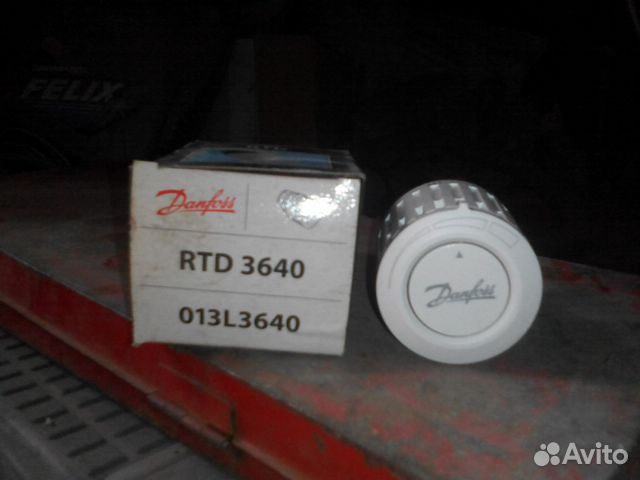 FELIX
Danfoss
RTD 3640
013L3640
Danfoss
Avito